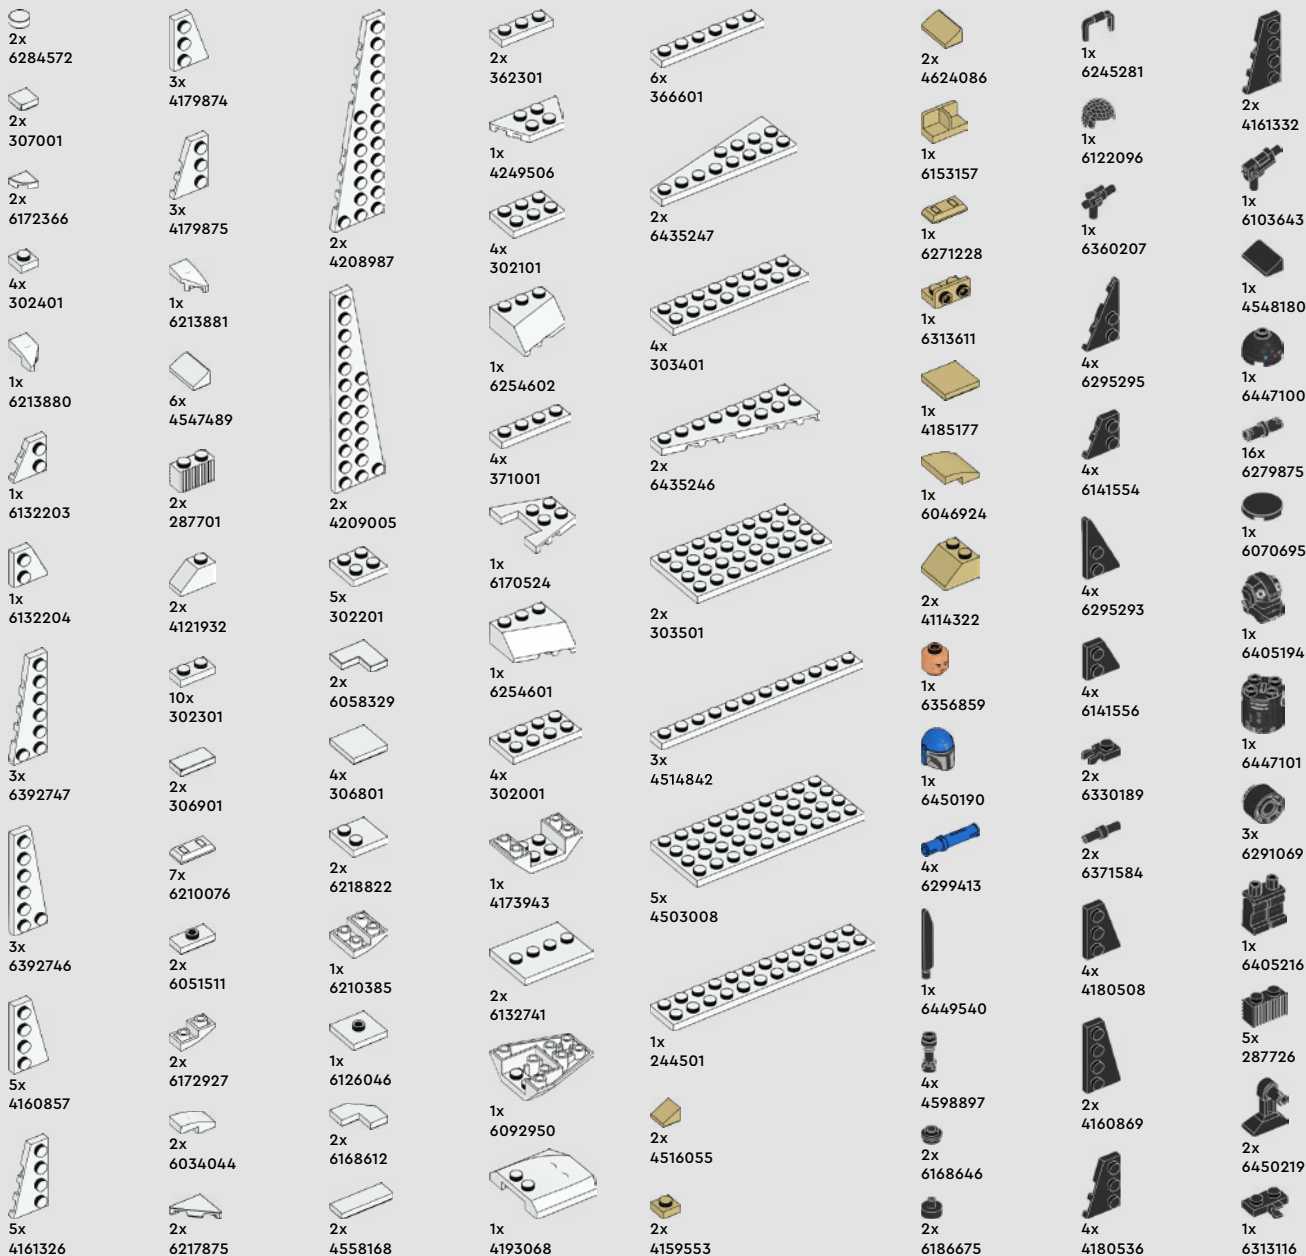 2x
6284572
2x
307001
2x
6172366
4x
302401
1x
6213880
1x
6132203
1x
6132204
3x
6392747
3x
6392746
5x
4160857
5x
4161326
3x
4179874
3x
4179875
1x
6213881
6x
4547489
2x
287701
2x
4121932
10x
302301
2x
306901
7x
6210076
2x
6051511
2x
6172927
2x
6034044
2x
6217875
2x
4208987
2x
4209005
5x
302201
2x
6058329
4x
306801
2x
6218822
1x
6210385
1x
6126046
2x
6168612
2x
4558168
2x
362301
1x
4249506
4x
302101
1x
6254602
4x
371001
1x
6170524
1x
6254601
4x
302001
1x
4173943
2x
6132741
1x
6092950
1x
4193068
6x
366601
2x
6435247
4x
303401
2x
6435246
2x
303501
3x
4514842
5x
4503008
1x
244501
2x
4516055
2x
4159553
2x
4624086
1x
6153157
1x
6271228
1x
6313611
1x
4185177
1x
6046924
2x
4114322
1x
6356859
1x
6450190
4x
6299413
1x
6449540
4x
4598897
2x
6168646
2x
6186675
1x
6245281
1x
6122096
1x
6360207
4x
6295295
4x
6141554
4x
6295293
4x
6141556
2x
6330189
2x
6371584
4x
4180508
2x
4160869
4x
4180536
2x
4161332
1x
6103643
1x
4548180
1x
6447100
16x
6279875
1x
6070695
1x
6405194
1x
6447101
3x
6291069
1x
6405216
5x
287726
2x
6450219
1x
6313116